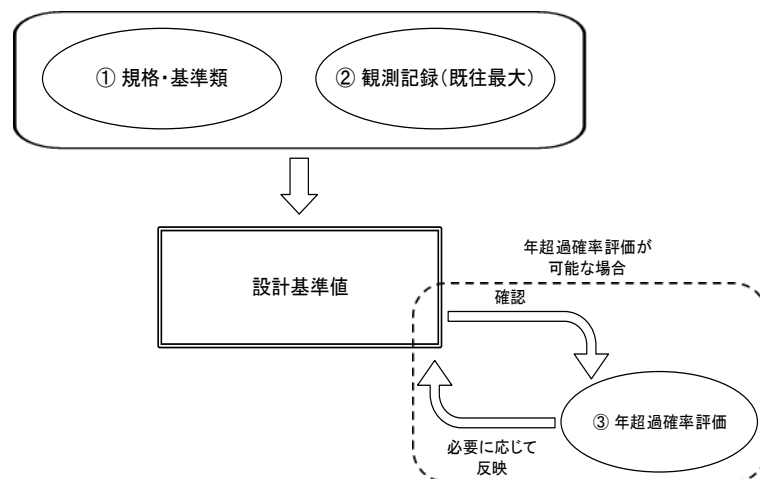 ① 規格・基準類
② 観測記録(既往最大)
設計基準値
年超過確率評価が
可能な場合
確認
③ 年超過確率評価
必要に応じて
反映